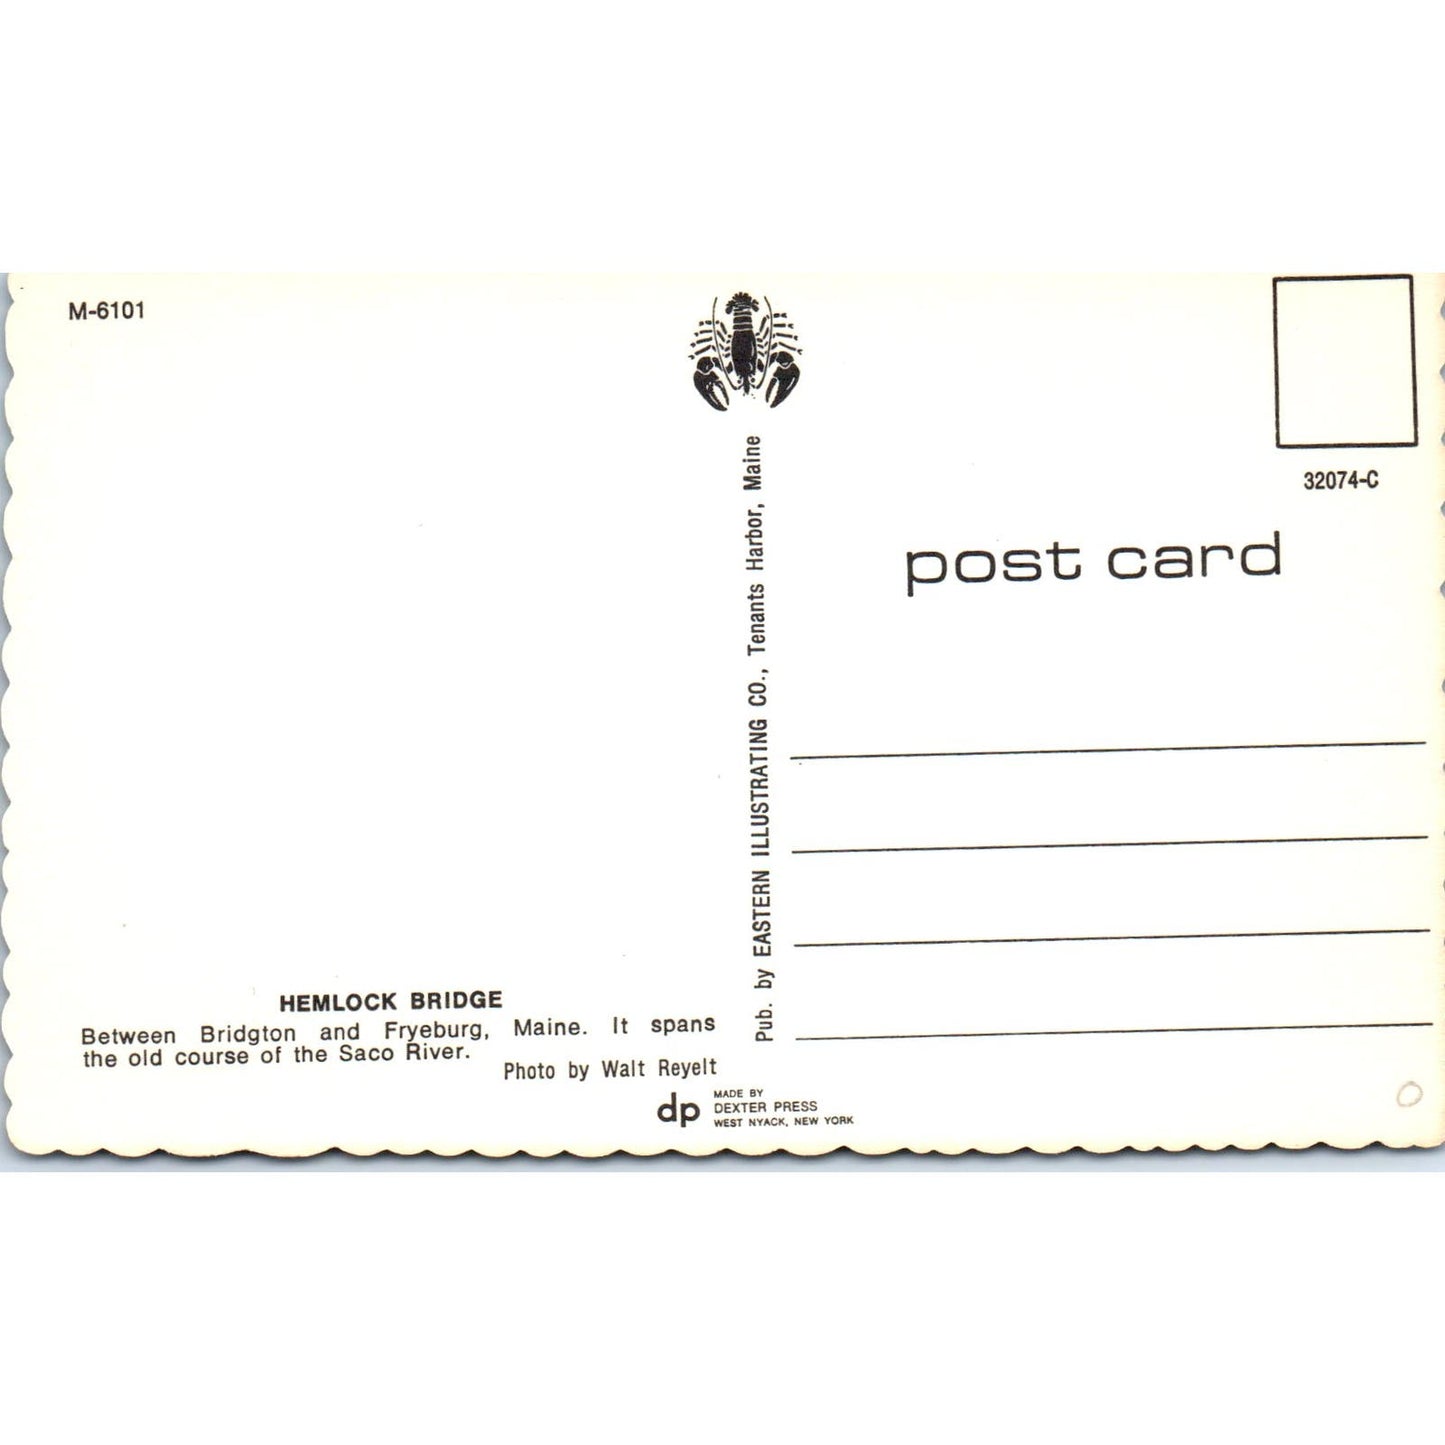 M-6101
HEMLOCK BRIDGE
Between Bridgton and Fryeburg, Maine. It spans
the old course of the Saco River.
Photo by Walt Reyelt
dp
MADE BY
DEXTER PRESS
WEST NYACK, NEW YORK
Pub. by EASTERN ILLUSTRATING CO., Tenants Harbor, Maine
32074-C
post card